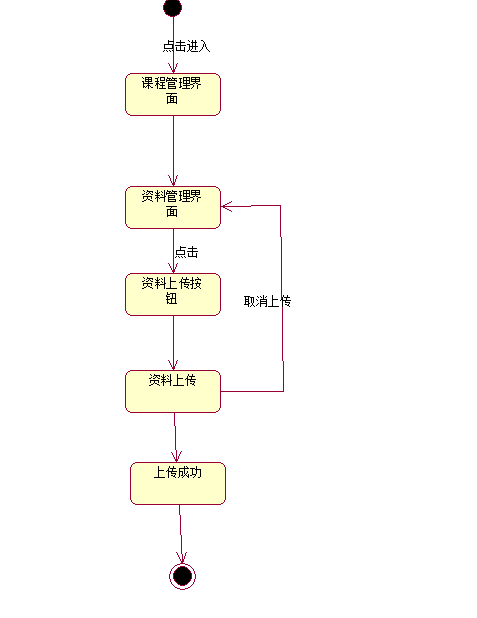 点击进入
课程管理界
面
资料管理界
面
点击
资料上传按
钮
取消上传
资料上传
上传成功